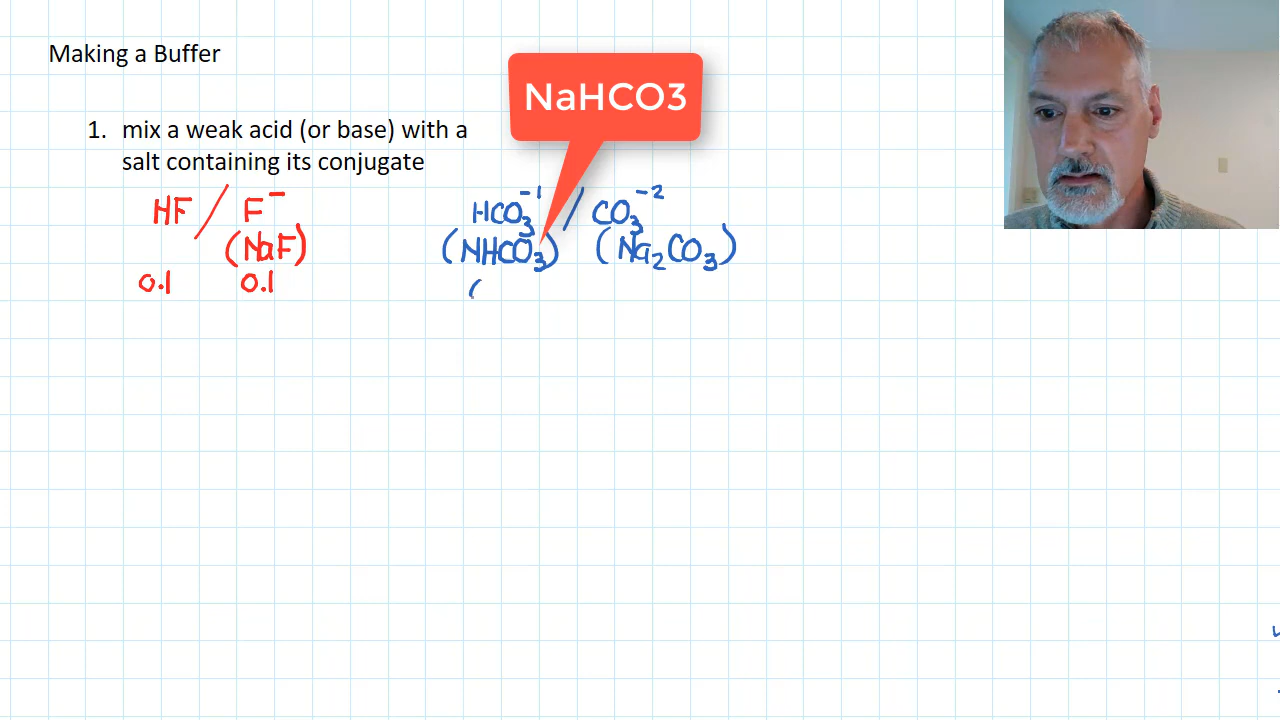 Making a Buffer
NaHCO3
1. mix a weak acid (or base) with a
salt containing its conjugate
HF / F⁻
(NaF)
0.1 0.1
HCO₃⁻¹ / CO₃⁻²
(NHCO₃) (Na₂CO₃)
(